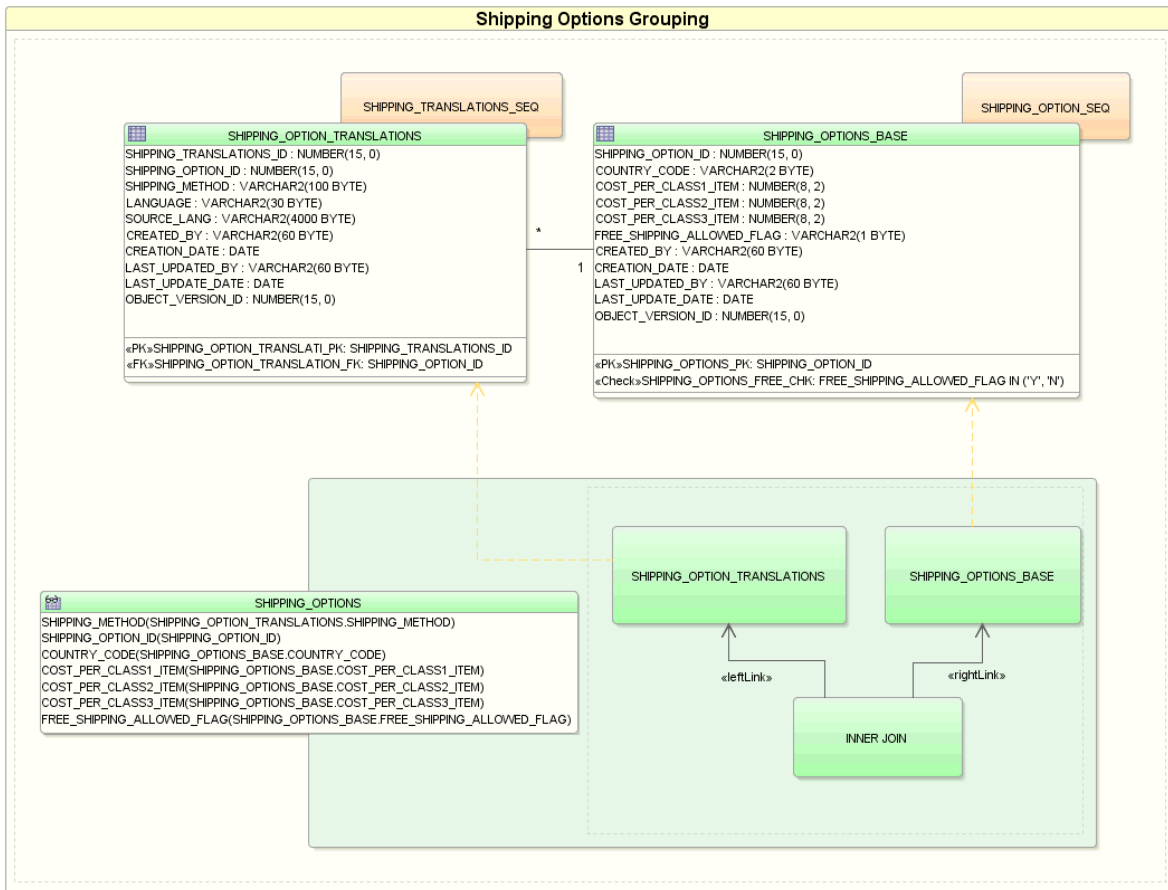 Shipping Options Grouping
SHIPPING_TRANSLATIONS_SEQ
SHIPPING_OPTION_TRANSLATIONS
SHIPPING_TRANSLATIONS_ID : NUMBER(15, 0)
SHIPPING_OPTION_ID : NUMBER(15, 0)
SHIPPING_METHOD : VARCHAR2(100 BYTE)
LANGUAGE : VARCHAR2(30 BYTE)
SOURCE_LANG : VARCHAR2(4000 BYTE)
CREATED_BY : VARCHAR2(60 BYTE)
CREATION_DATE : DATE
LAST_UPDATED_BY : VARCHAR2(60 BYTE)
LAST_UPDATE_DATE : DATE
OBJECT_VERSION_ID : NUMBER(15, 0)
«PK»SHIPPING_OPTION_TRANSLATI_PK: SHIPPING_TRANSLATIONS_ID
«FK»SHIPPING_OPTION_TRANSLATION_FK: SHIPPING_OPTION_ID
*
1
SHIPPING_OPTION_SEQ
SHIPPING_OPTIONS_BASE
SHIPPING_OPTION_ID : NUMBER(15, 0)
COUNTRY_CODE : VARCHAR2(2 BYTE)
COST_PER_CLASS1_ITEM : NUMBER(8, 2)
COST_PER_CLASS2_ITEM : NUMBER(8, 2)
COST_PER_CLASS3_ITEM : NUMBER(8, 2)
FREE_SHIPPING_ALLOWED_FLAG : VARCHAR2(1 BYTE)
CREATED_BY : VARCHAR2(60 BYTE)
CREATION_DATE : DATE
LAST_UPDATED_BY : VARCHAR2(60 BYTE)
LAST_UPDATE_DATE : DATE
OBJECT_VERSION_ID : NUMBER(15, 0)
«PK»SHIPPING_OPTIONS_PK: SHIPPING_OPTION_ID
«Check»SHIPPING_OPTIONS_FREE_CHK: FREE_SHIPPING_ALLOWED_FLAG IN ('Y', 'N')
SHIPPING_OPTIONS
SHIPPING_METHOD(SHIPPING_OPTION_TRANSLATIONS.SHIPPING_METHOD)
SHIPPING_OPTION_ID(SHIPPING_OPTION_ID)
COUNTRY_CODE(SHIPPING_OPTIONS_BASE.COUNTRY_CODE)
COST_PER_CLASS1_ITEM(SHIPPING_OPTIONS_BASE.COST_PER_CLASS1_ITEM)
COST_PER_CLASS2_ITEM(SHIPPING_OPTIONS_BASE.COST_PER_CLASS2_ITEM)
COST_PER_CLASS3_ITEM(SHIPPING_OPTIONS_BASE.COST_PER_CLASS3_ITEM)
FREE_SHIPPING_ALLOWED_FLAG(SHIPPING_OPTIONS_BASE.FREE_SHIPPING_ALLOWED_FLAG)
SHIPPING_OPTION_TRANSLATIONS
SHIPPING_OPTIONS_BASE
«leftLink»
«rightLink»
INNER JOIN